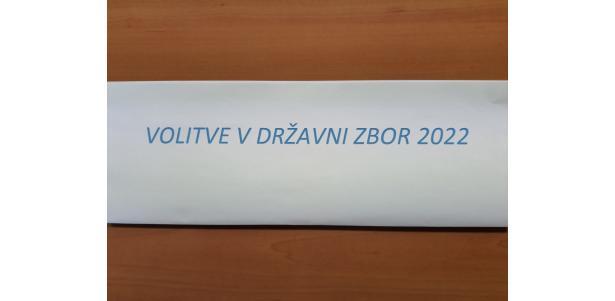 VOLITVE V DRŽAVNI ZBOR 2022